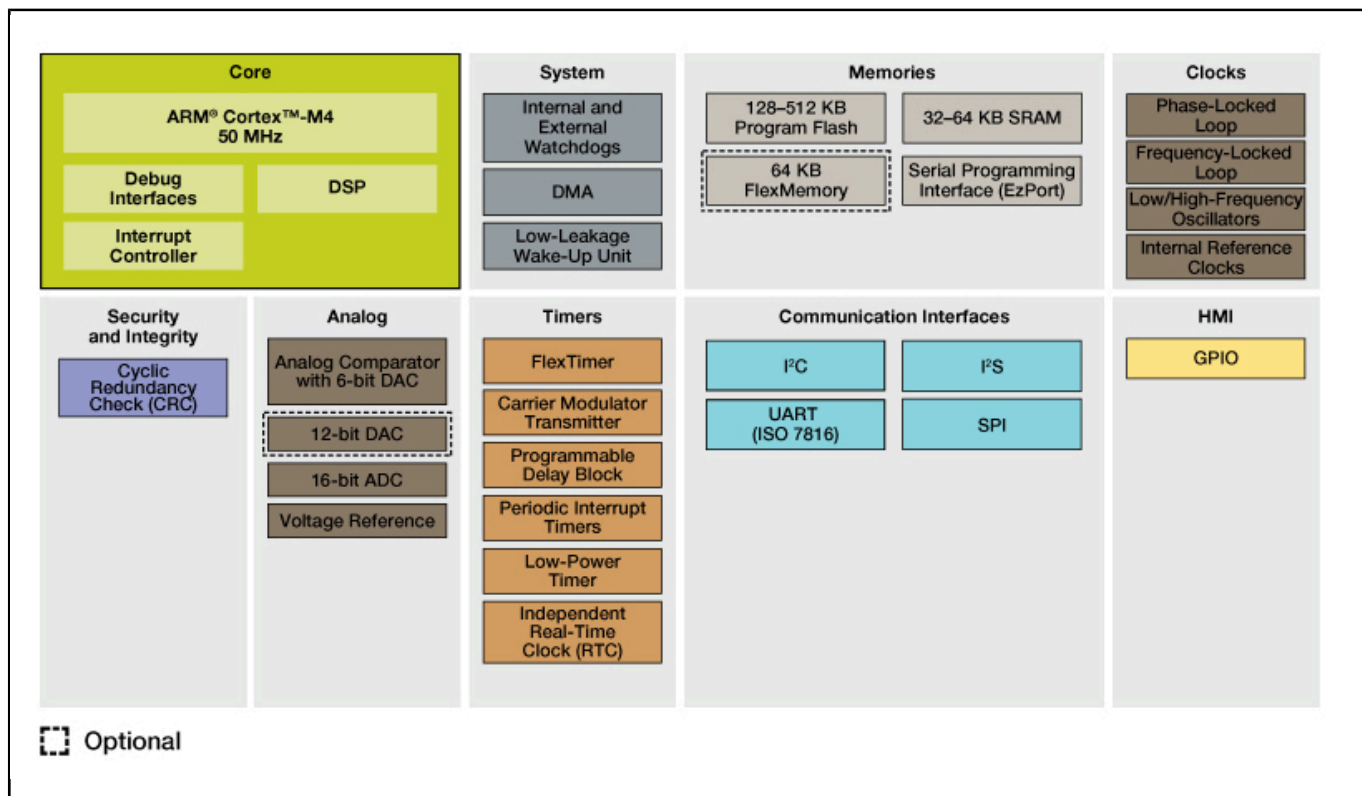 Core
ARM® Cortex™-M4
50 MHz
Debug
Interfaces
DSP
Interrupt
Controller
System
Internal and
External
Watchdogs
DMA
Low-Leakage
Wake-Up Unit
Memories
128–512 KB
Program Flash
32–64 KB SRAM
64 KB
FlexMemory
Serial Programming
Interface (EzPort)
Clocks
Phase-Locked
Loop
Frequency-Locked
Loop
Low/High-Frequency
Oscillators
Internal Reference
Clocks
Security
and Integrity
Cyclic
Redundancy
Check (CRC)
Analog
Analog Comparator
with 6-bit DAC
12-bit DAC
16-bit ADC
Voltage Reference
Timers
FlexTimer
Carrier Modulator
Transmitter
Programmable
Delay Block
Periodic Interrupt
Timers
Low-Power
Timer
Independent
Real-Time
Clock (RTC)
Communication Interfaces
I²C
I²S
UART
(ISO 7816)
SPI
HMI
GPIO
Optional